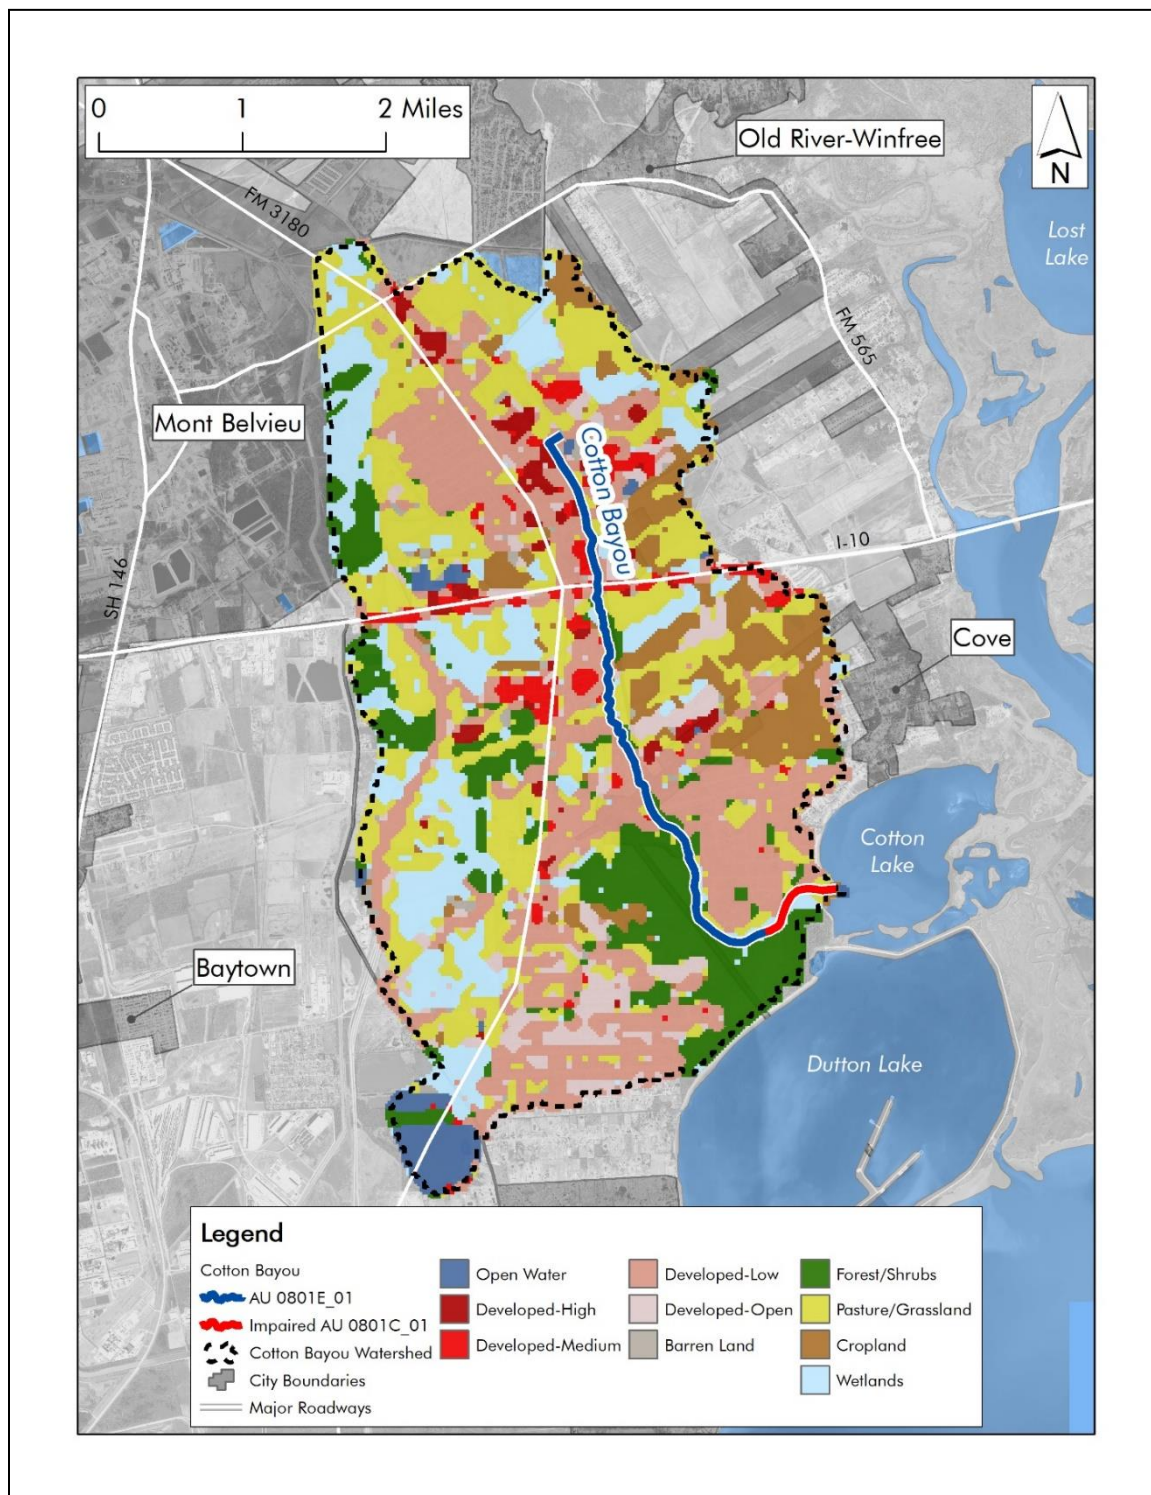 0 1 2 Miles
Old River-Winfree
N
FM 3180
Lost
Lake
FM 565
Mont Belvieu
Cotton Bayou
I-10
SH 146
Cove
Cotton
Lake
Baytown
Dutton Lake
Legend
Cotton Bayou
AU 0801E_01
Impaired AU 0801C_01
Cotton Bayou Watershed
City Boundaries
Major Roadways
Open Water
Developed-High
Developed-Medium
Developed-Low
Developed-Open
Barren Land
Forest/Shrubs
Pasture/Grassland
Cropland
Wetlands